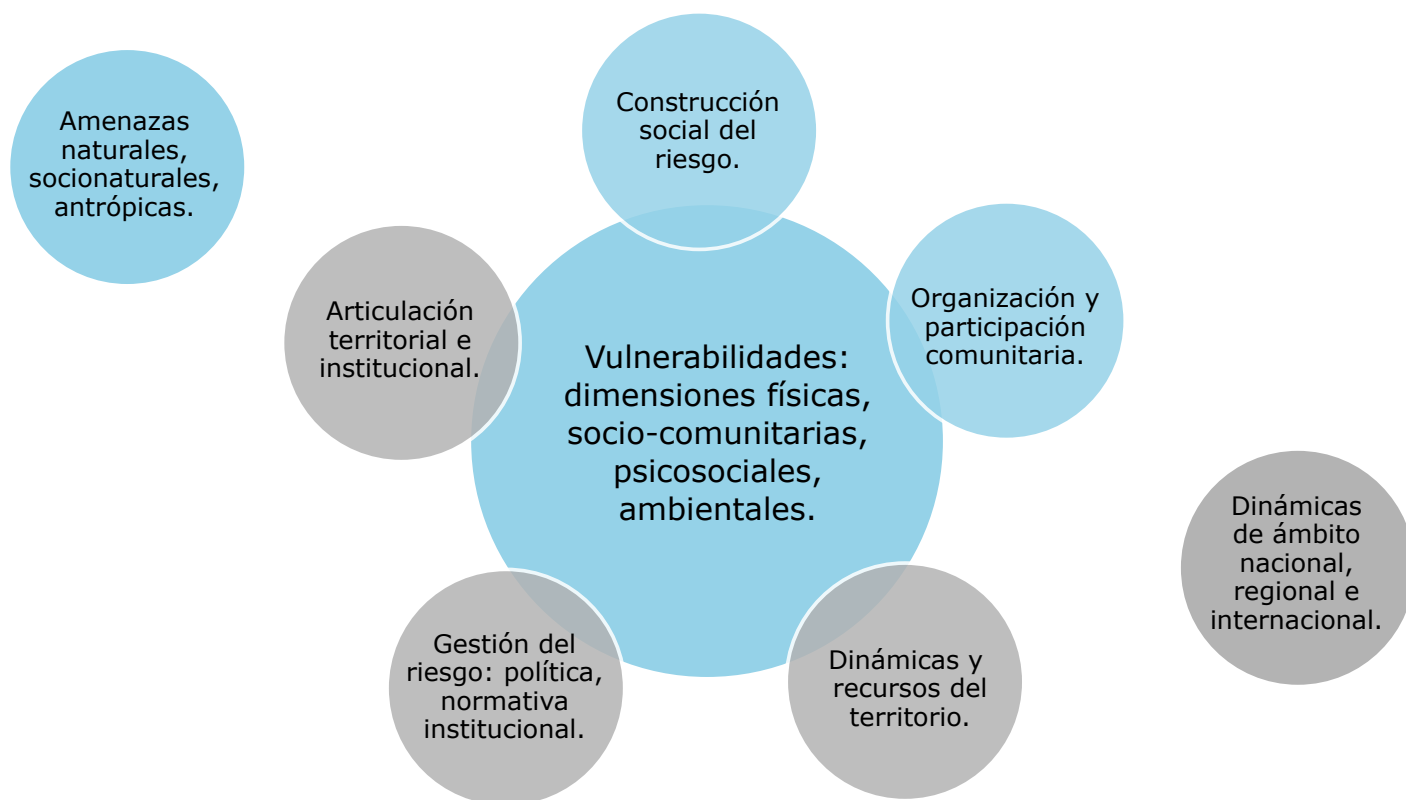 Amenazas
naturales,
socionaturales,
antrópicas.
Construcción
social del
riesgo.
Articulación
territorial e
institucional.
Organización y
participación
comunitaria.
Vulnerabilidades:
dimensiones físicas,
socio-comunitarias,
psicosociales,
ambientales.
Dinámicas
de ámbito
nacional,
regional e
internacional.
Gestión del
riesgo: política,
normativa
institucional.
Dinámicas y
recursos del
territorio.